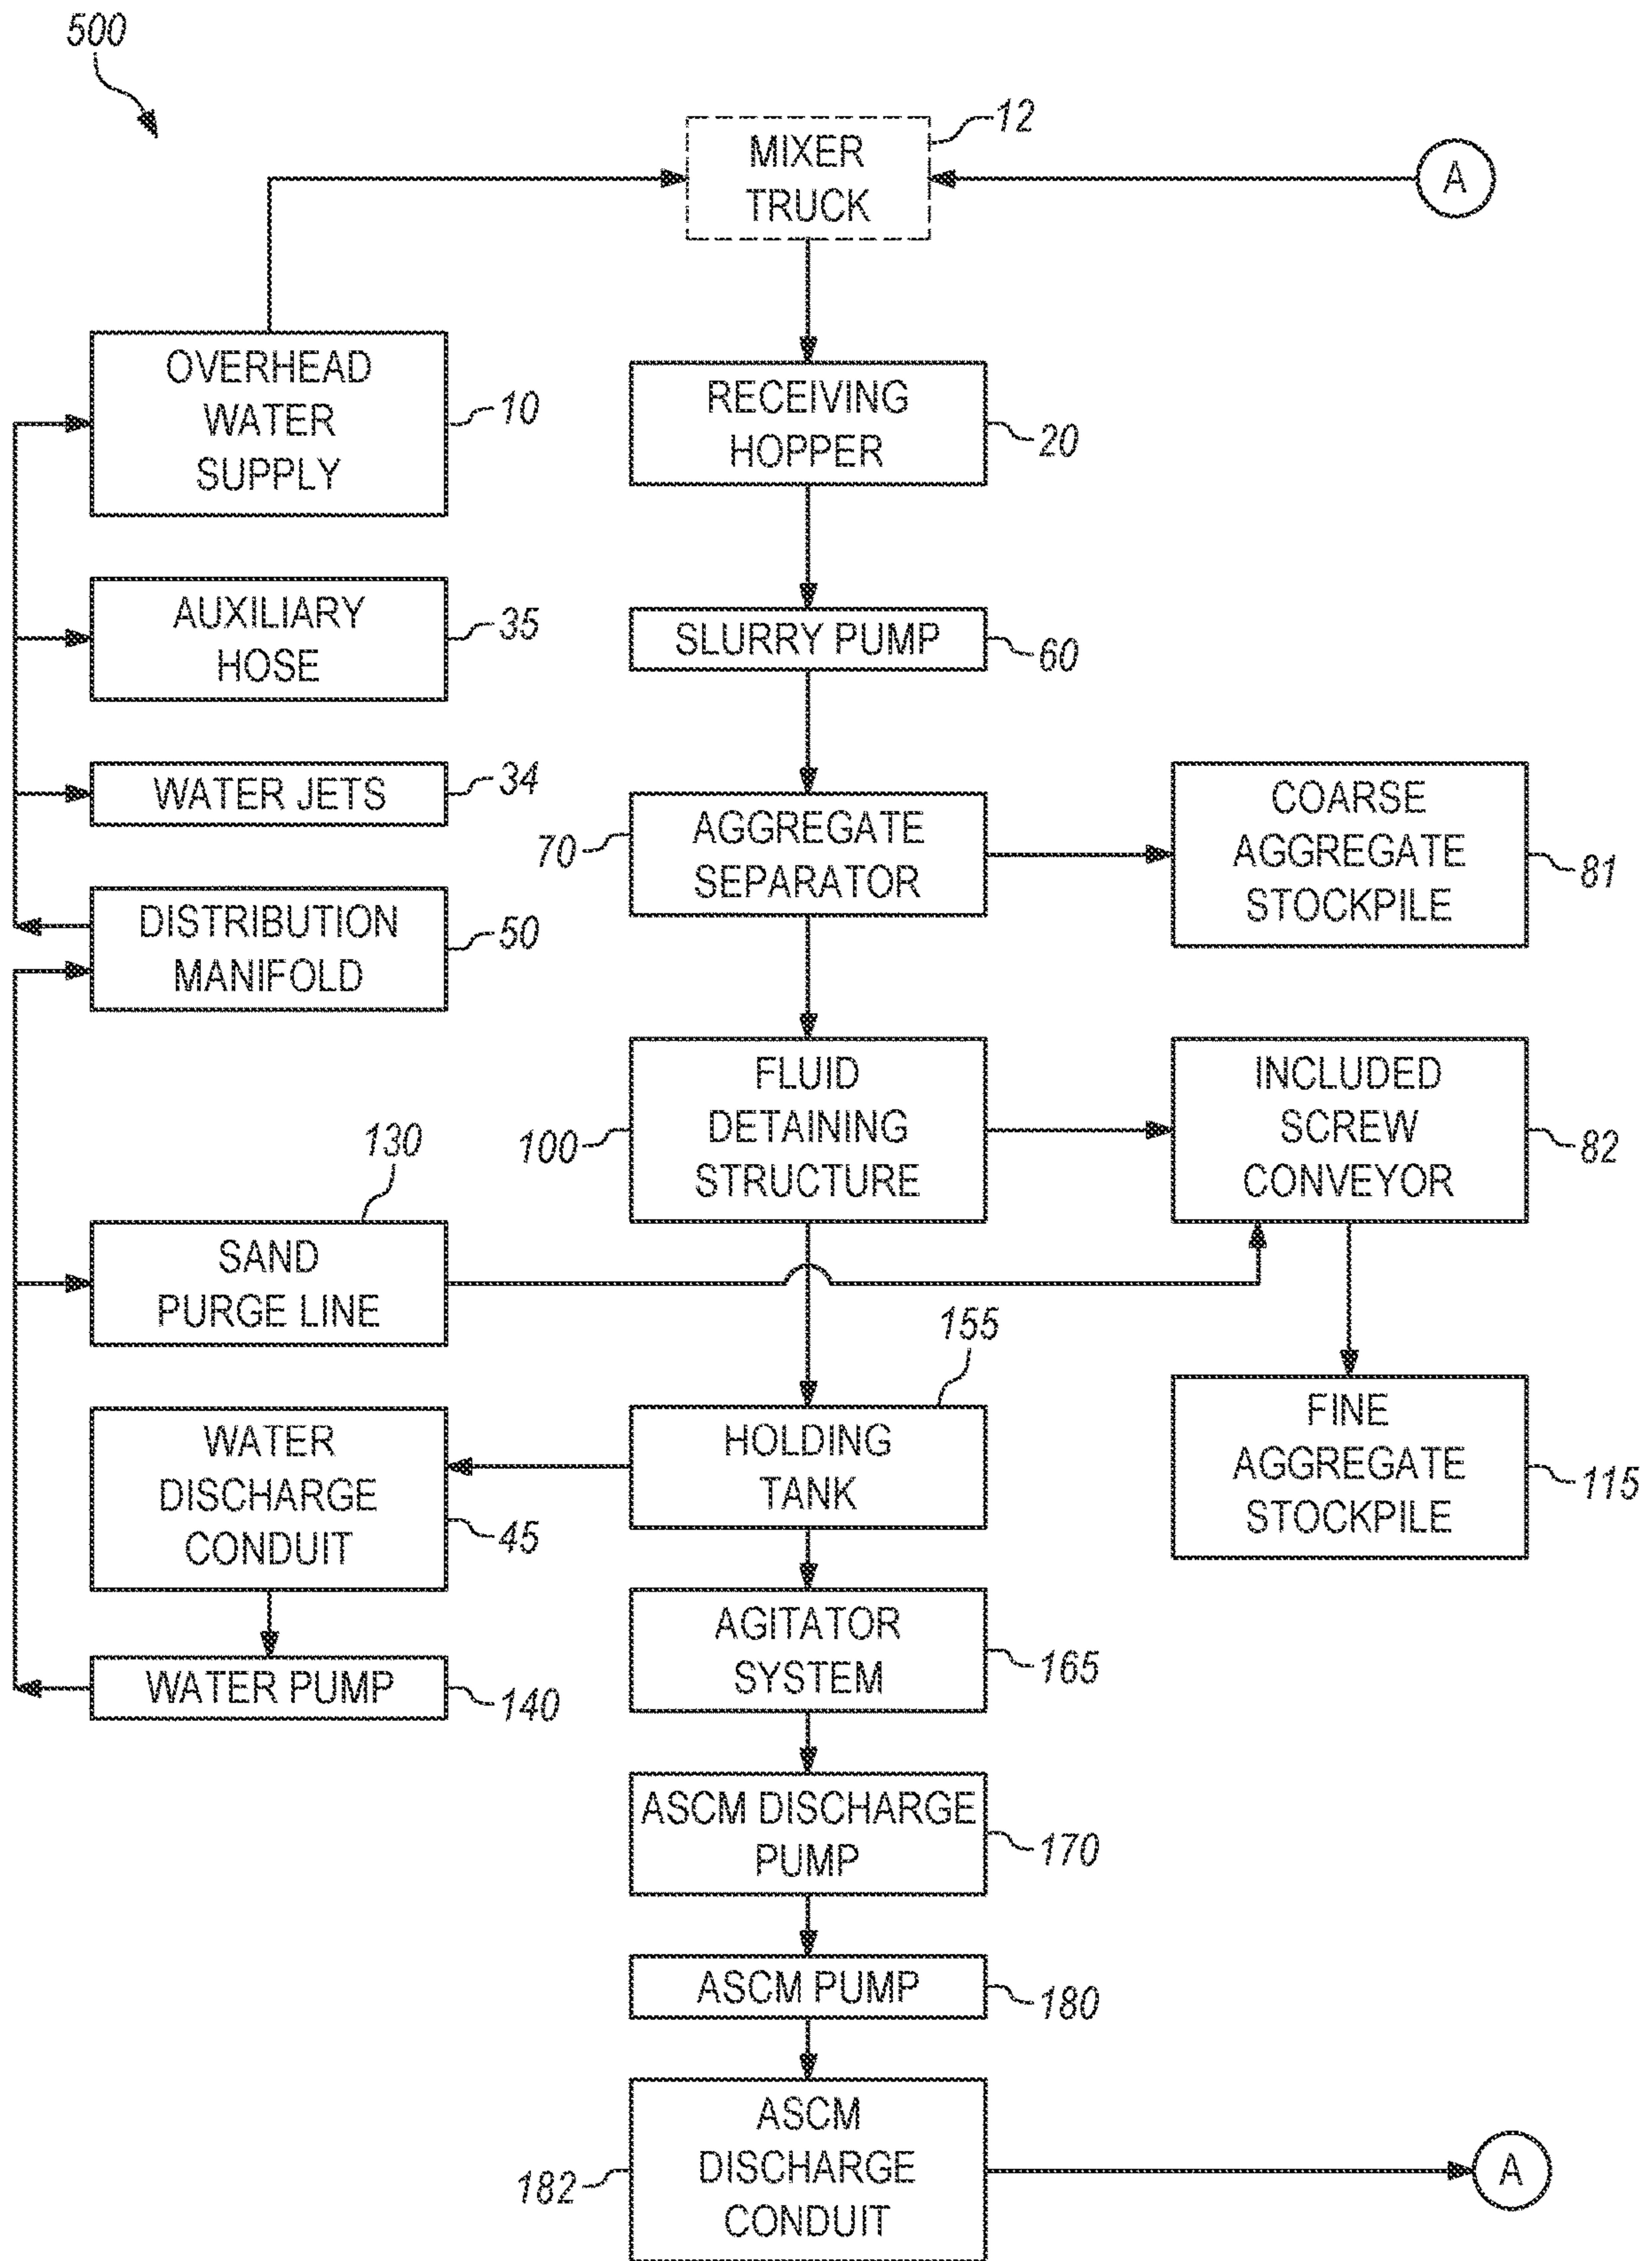 500
12
MIXER
TRUCK
A
OVERHEAD
WATER
SUPPLY
10
RECEIVING
HOPPER
20
AUXILIARY
HOSE
35
SLURRY PUMP
60
WATER JETS
34
70
AGGREGATE
SEPARATOR
COARSE
AGGREGATE
STOCKPILE
81
DISTRIBUTION
MANIFOLD
50
100
FLUID
DETAINING
STRUCTURE
INCLUDED
SCREW
CONVEYOR
82
130
SAND
PURGE LINE
155
WATER
DISCHARGE
CONDUIT
45
HOLDING
TANK
FINE
AGGREGATE
STOCKPILE
115
AGITATOR
SYSTEM
165
WATER PUMP
140
ASCM DISCHARGE
PUMP
170
ASCM PUMP
180
182
ASCM
DISCHARGE
CONDUIT
A